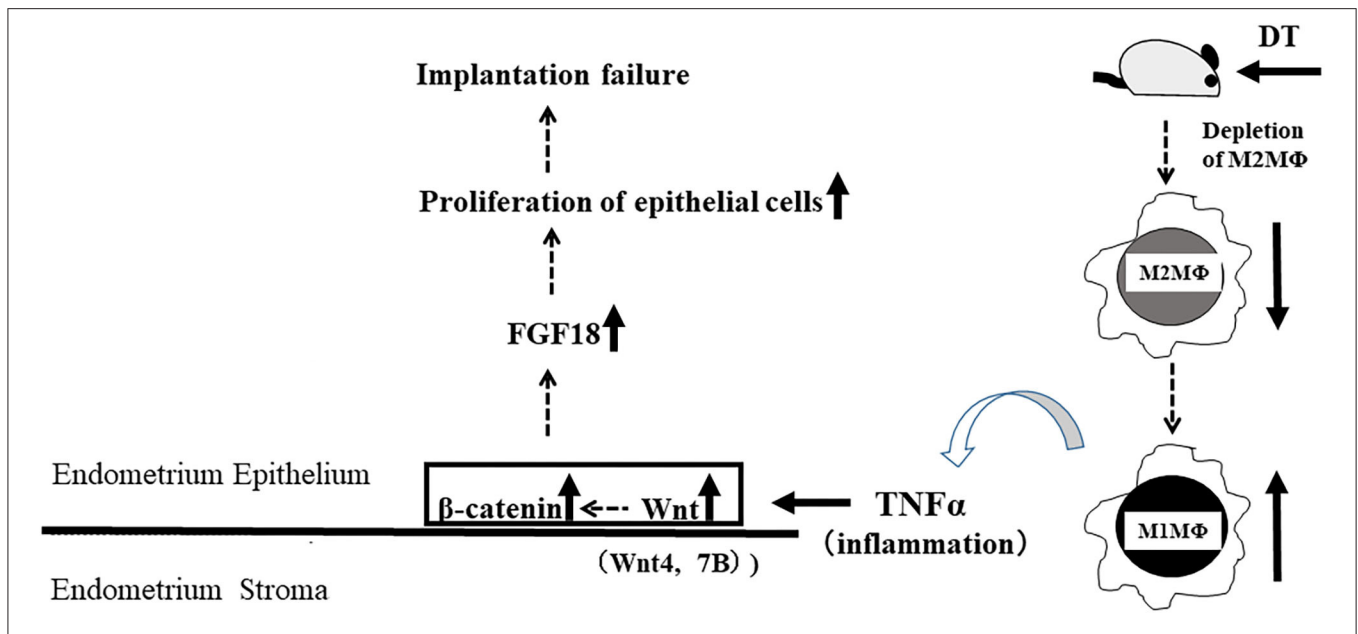 Implantation failure
Proliferation of epithelial cells
FGF18
Endometrium Epithelium
β-catenin
Wnt
(Wnt4, 7B) )
Endometrium Stroma
TNFα
(inflammation)
DT
Depletion
of M2MΦ
M2MΦ
M1MΦ